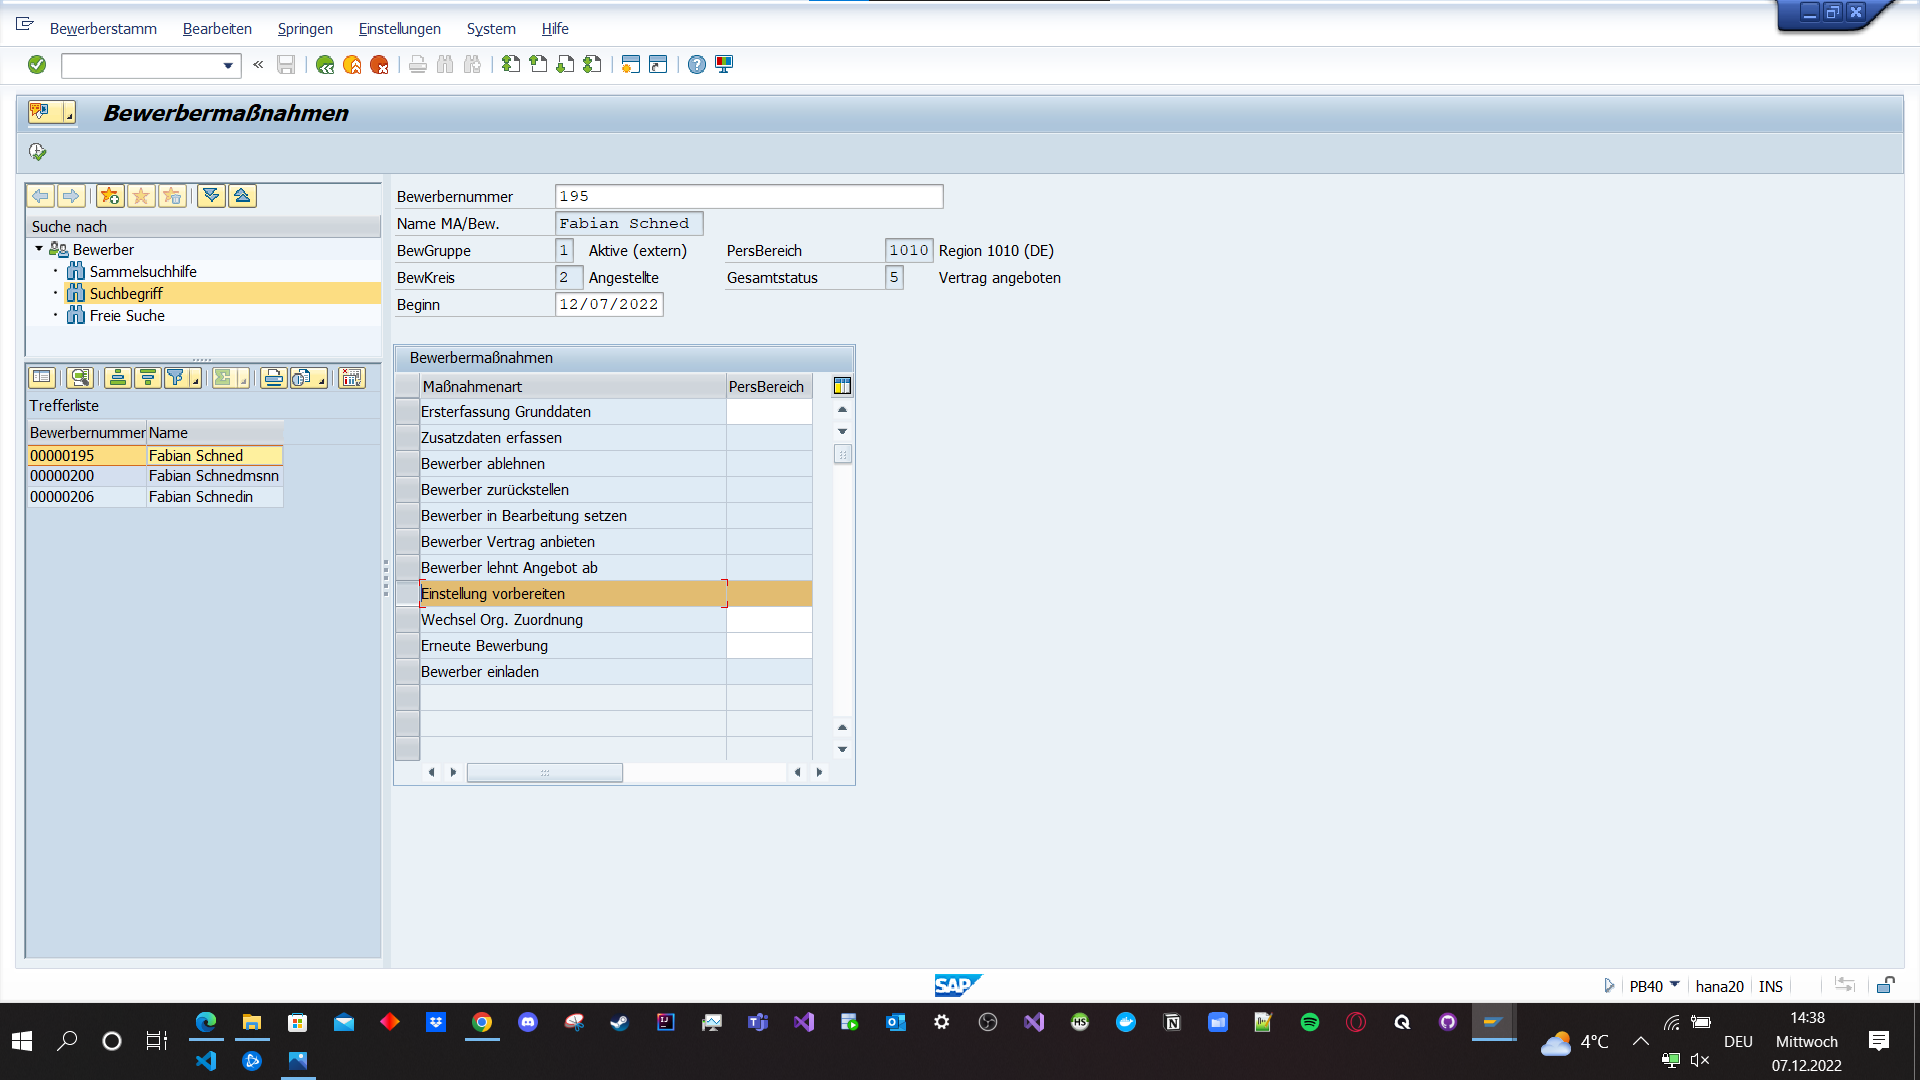 Bewerberstamm Bearbeiten Springen Einstellungen System Hilfe
Bewerbermaßnahmen
Suche nach
Bewerber
Sammelsuchhilfe
Suchbegriff
Freie Suche
Trefferliste
Bewerbernummer Name
00000195 Fabian Schned
00000200 Fabian Schnedmsnn
00000206 Fabian Schnedin
Bewerbernummer 195
Name MA/Bew. Fabian Schned
BewGruppe 1 Aktive (extern) PersBereich 1010 Region 1010 (DE)
BewKreis 2 Angestellte Gesamtstatus 5 Vertrag angeboten
Beginn 12/07/2022
Bewerbermaßnahmen
Maßnahmenart PersBereich
Ersterfassung Grunddaten
Zusatzdaten erfassen
Bewerber ablehnen
Bewerber zurückstellen
Bewerber in Bearbeitung setzen
Bewerber Vertrag anbieten
Bewerber lehnt Angebot ab
Einstellung vorbereiten
Wechsel Org. Zuordnung
Erneute Bewerbung
Bewerber einladen
SAP
PB40 hana20 INS
4°C
DEU
14:38
Mittwoch
07.12.2022